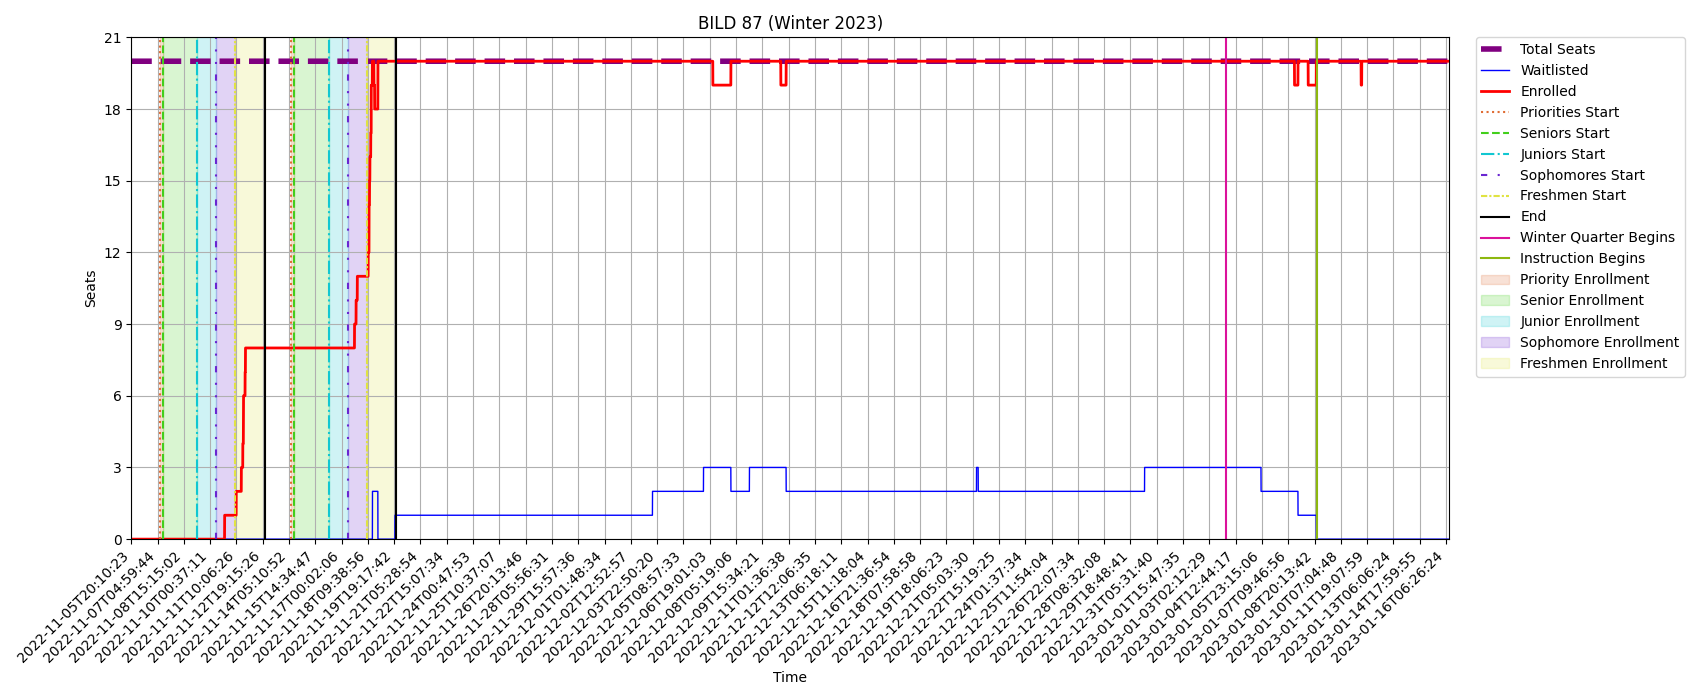 BILD 87 (Winter 2023)
21
18
15
12
9
6
3
0
Seats
2022-11-05T20:10:23
2022-11-07T04:59:44
2022-11-08T15:15:02
2022-11-10T00:37:11
2022-11-11T10:06:26
2022-11-12T19:15:26
2022-11-14T05:10:52
2022-11-15T14:34:47
2022-11-17T00:02:06
2022-11-18T09:38:56
2022-11-19T19:17:42
2022-11-21T05:28:54
2022-11-22T15:07:34
2022-11-24T00:47:53
2022-11-25T10:37:07
2022-11-26T20:13:46
2022-11-28T05:56:31
2022-11-29T15:57:36
2022-12-01T01:48:34
2022-12-02T12:52:57
2022-12-03T22:50:20
2022-12-05T08:57:33
2022-12-06T19:01:03
2022-12-08T05:19:06
2022-12-09T15:34:21
2022-12-11T01:36:38
2022-12-12T12:06:35
2022-12-13T06:18:11
2022-12-15T11:18:04
2022-12-16T21:36:54
2022-12-18T07:58:58
2022-12-19T18:06:23
2022-12-21T05:03:30
2022-12-22T15:19:25
2022-12-24T01:37:34
2022-12-25T11:54:04
2022-12-26T22:07:34
2022-12-28T08:32:08
2022-12-29T18:48:41
2022-12-31T05:31:40
2023-01-01T15:47:35
2023-01-03T02:12:29
2023-01-04T12:44:17
2023-01-05T23:15:06
2023-01-07T09:46:56
2023-01-08T20:13:42
2023-01-10T07:04:48
2023-01-11T19:07:59
2023-01-13T06:06:24
2023-01-14T17:59:55
2023-01-16T06:26:24
Time
Total Seats
Waitlisted
Enrolled
Priorities Start
Seniors Start
Juniors Start
Sophomores Start
Freshmen Start
End
Winter Quarter Begins
Instruction Begins
Priority Enrollment
Senior Enrollment
Junior Enrollment
Sophomore Enrollment
Freshmen Enrollment